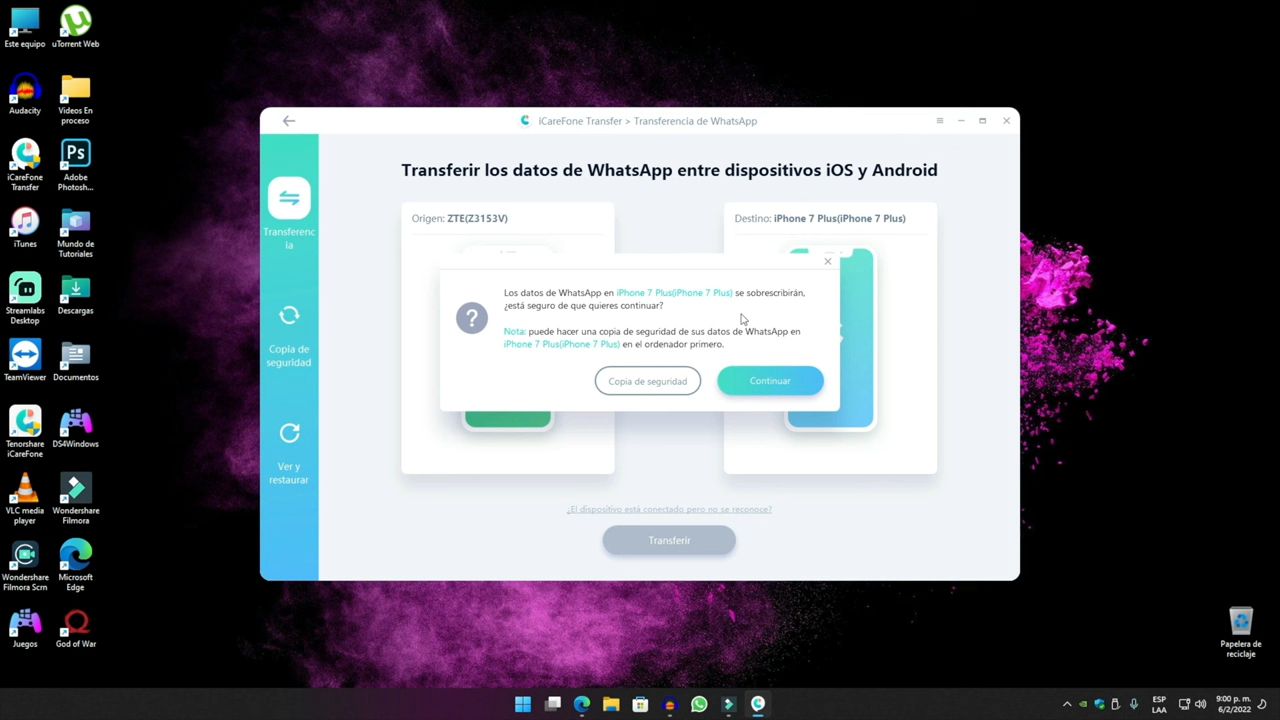 Este equipo
uTorrent Web
Audacity
Videos En
proceso
iCareFone
Transfer
Ps
Adobe
Photosh...
iTunes
Mundo de
Tutoriales
Streamlabs
Desktop
Descargas
TeamViewer
Documentos
Tenorshare
iCareFone
DS4Windows
VLC media
player
Wondershare
Filmora
Wondershare
Filmora Scrn
Microsoft
Edge
Juegos
God of War
iCareFone Transfer > Transferencia de WhatsApp
Transferenc
ia
Copia de
seguridad
Ver y
restaurar
Transferir los datos de WhatsApp entre dispositivos iOS y Android
Origen: ZTE(Z3153V)
Destino: iPhone 7 Plus(iPhone 7 Plus)
?
Los datos de WhatsApp en iPhone 7 Plus(iPhone 7 Plus) se sobrescribirán,
¿está seguro de que quieres continuar?
Nota: puede hacer una copia de seguridad de sus datos de WhatsApp en
iPhone 7 Plus(iPhone 7 Plus) en el ordenador primero.
Copia de seguridad
Continuar
¿El dispositivo está conectado pero no se reconoce?
Transferir
Papelera de
reciclaje
ESP
LAA
9:00 p. m.
6/2/2022